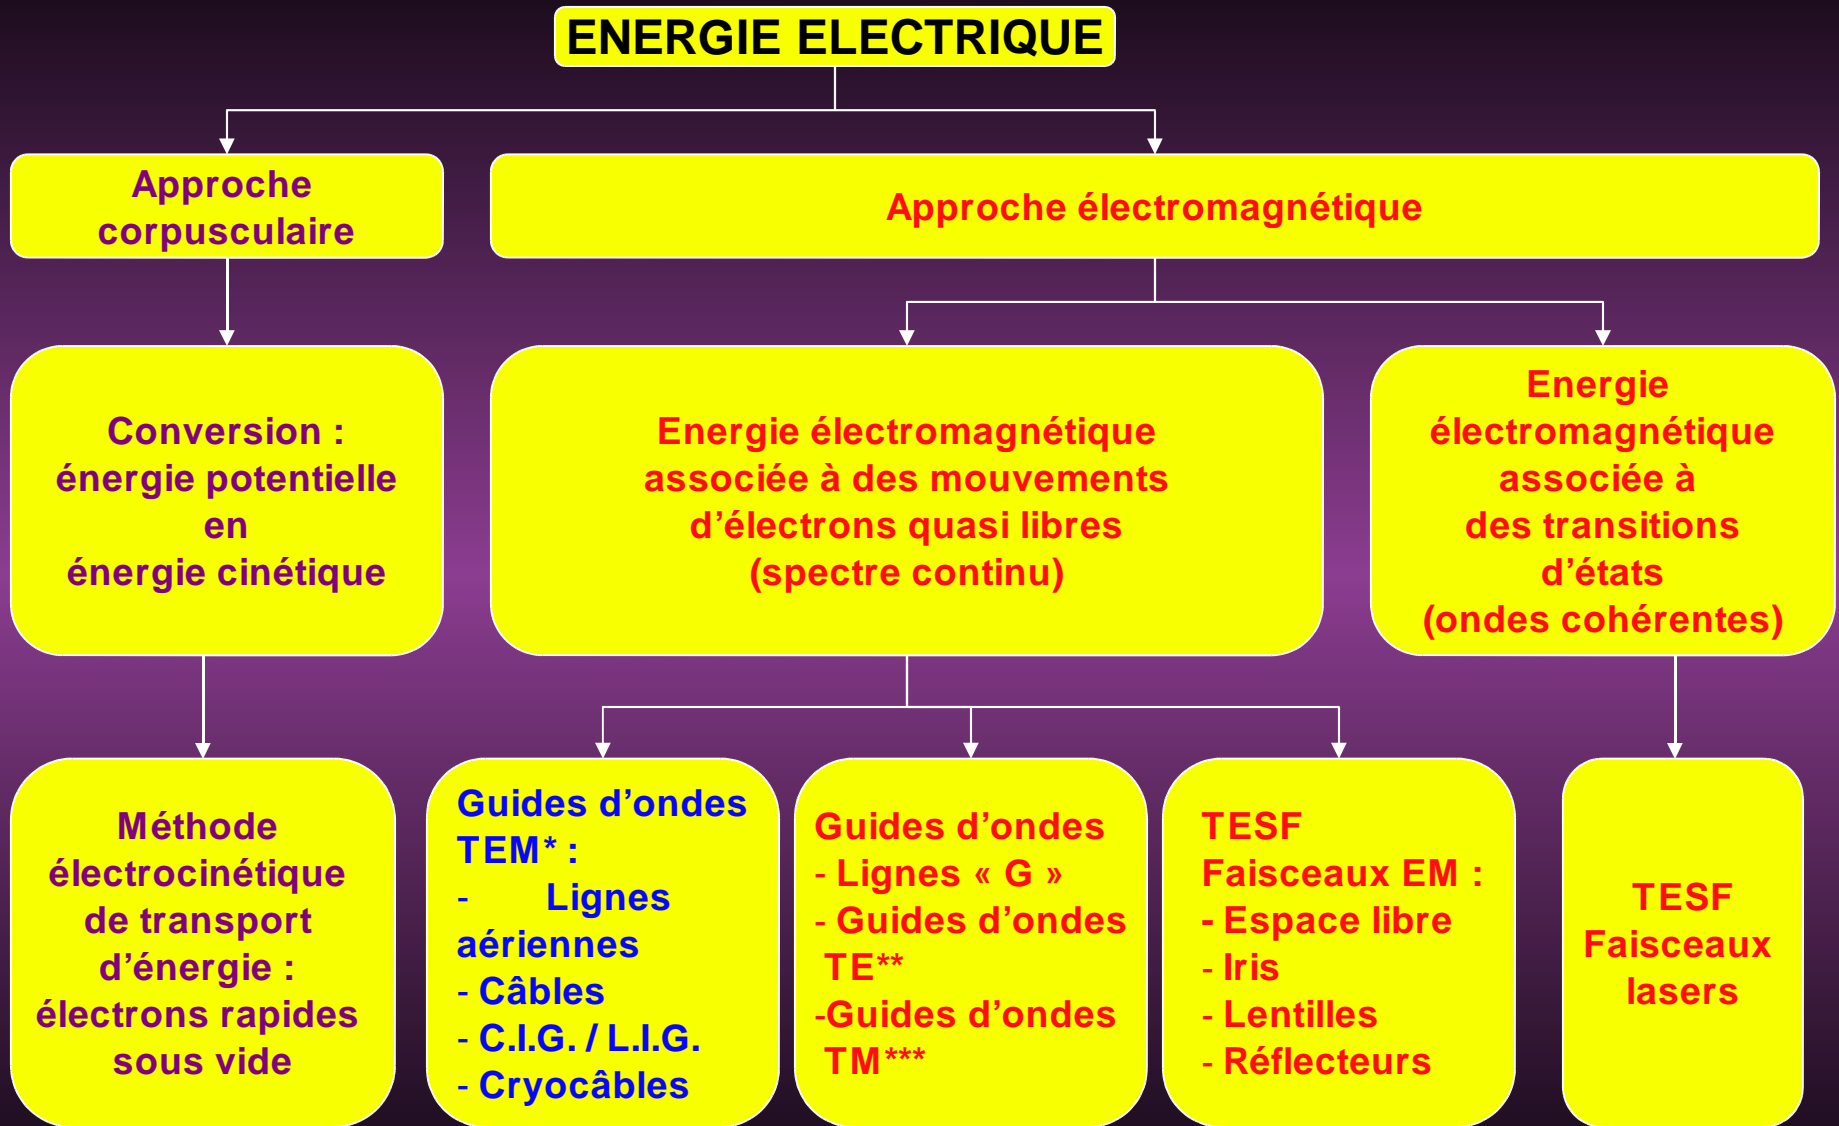 ENERGIE ELECTRIQUE
Approche
corpusculaire
Approche électromagnétique
Conversion :
énergie potentielle
en
énergie cinétique
Energie électromagnétique
associée à des mouvements
d’électrons quasi libres
(spectre continu)
Energie
électromagnétique
associée à
des transitions
d’états
(ondes cohérentes)
Méthode
électrocinétique
de transport
d’énergie :
électrons rapides
sous vide
Guides d’ondes
TEM* :
- Lignes
aériennes
- Câbles
- C.I.G. / L.I.G.
- Cryocâbles
Guides d’ondes
- Lignes « G »
- Guides d’ondes
TE**
-Guides d’ondes
TM***
TESF
Faisceaux EM :
- Espace libre
- Iris
- Lentilles
- Réflecteurs
TESF
Faisceaux
lasers